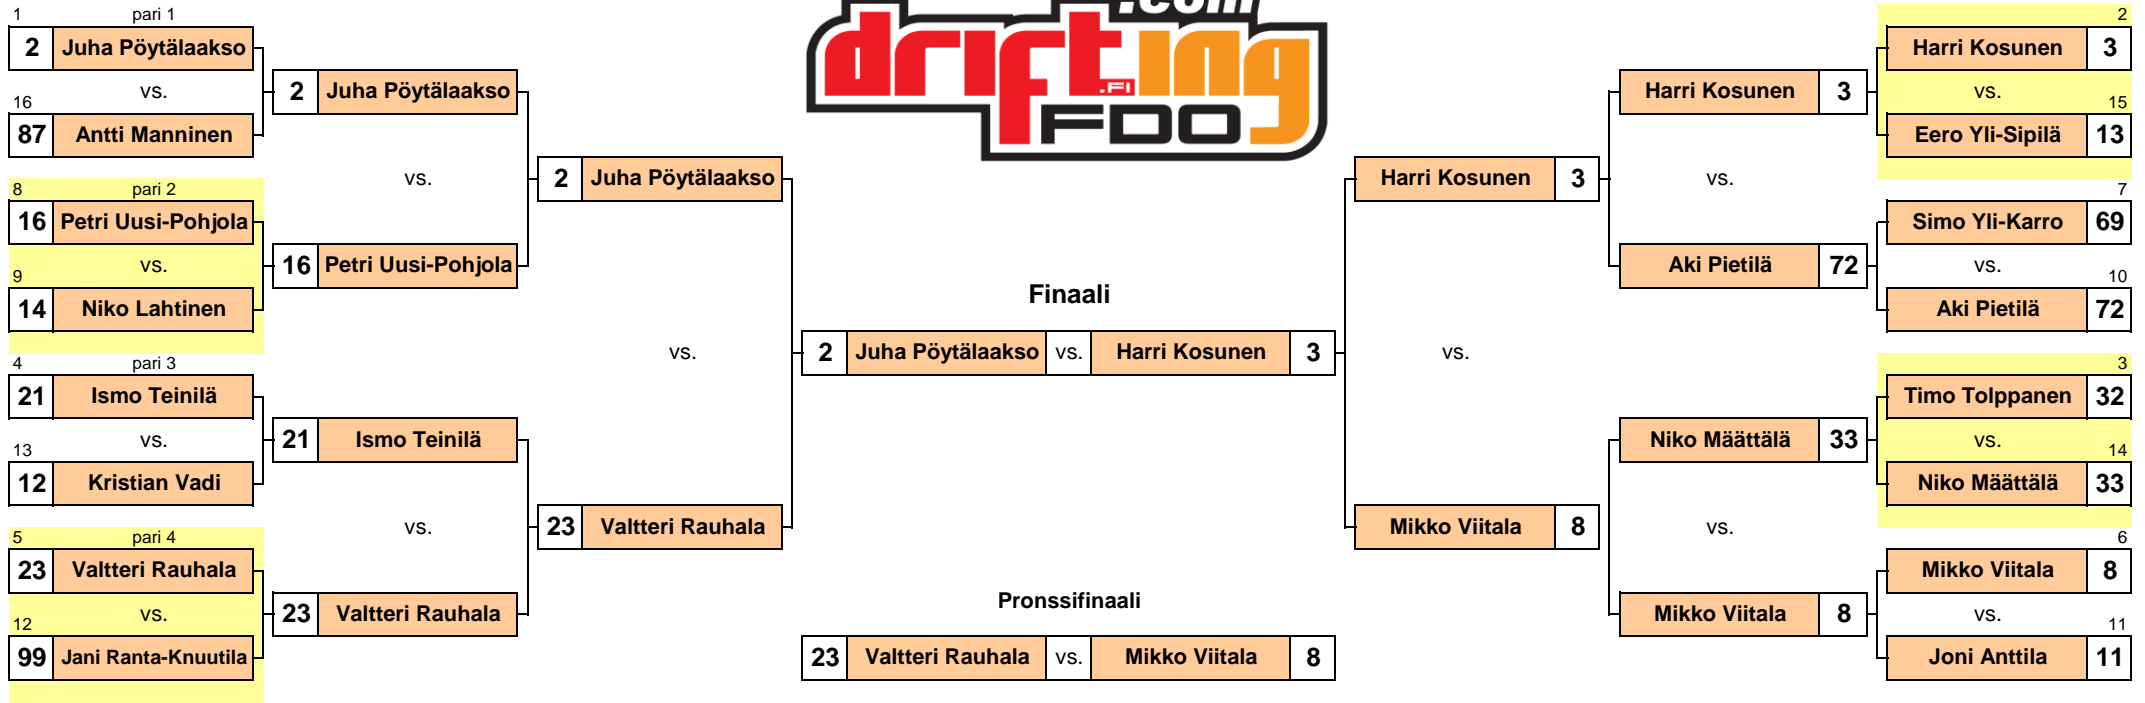 .com
drifting
.FI
FDO
1 pari 1
2 Juha Pöytälaakso
vs.
16
87 Antti Manninen
8 pari 2
16 Petri Uusi-Pohjola
vs.
9
14 Niko Lahtinen
4 pari 3
21 Ismo Teinilä
vs.
13
12 Kristian Vadi
5 pari 4
23 Valtteri Rauhala
vs.
12
99 Jani Ranta-Knuutila
2 Juha Pöytälaakso
vs.
16 Petri Uusi-Pohjola
21 Ismo Teinilä
vs.
23 Valtteri Rauhala
2 Juha Pöytälaakso
vs.
23 Valtteri Rauhala
Finaali
2 Juha Pöytälaakso vs. Harri Kosunen 3
Pronssifinaali
23 Valtteri Rauhala vs. Mikko Viitala 8
Harri Kosunen 3
vs.
Mikko Viitala 8
Harri Kosunen 3
vs.
Aki Pietilä 72
Niko Määttälä 33
vs.
Mikko Viitala 8
2
Harri Kosunen 3
vs.
15
Eero Yli-Sipilä 13
7
Simo Yli-Karro 69
vs.
10
Aki Pietilä 72
3
Timo Tolppanen 32
vs.
14
Niko Määttälä 33
6
Mikko Viitala 8
vs.
11
Joni Anttila 11